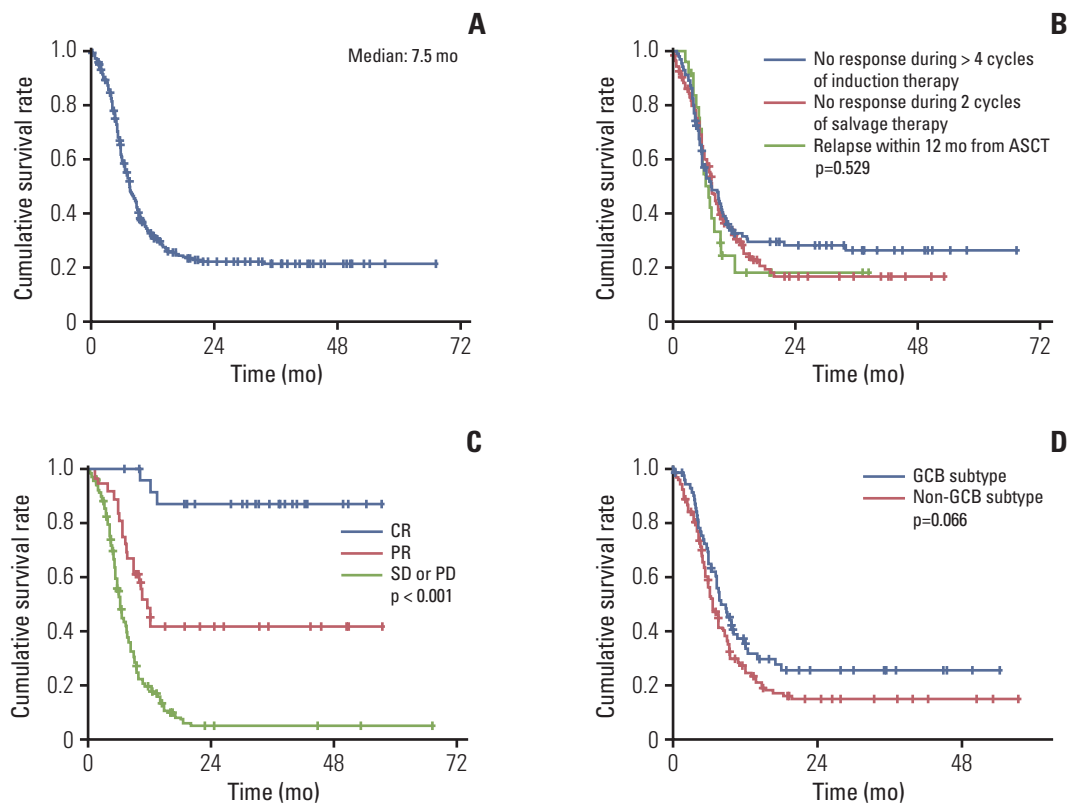 A
Median: 7.5 mo
Cumulative survival rate
1.0
0.8
0.6
0.4
0.2
0
0
24
48
72
Time (mo)
B
No response during > 4 cycles
of induction therapy
No response during 2 cycles
of salvage therapy
Relapse within 12 mo from ASCT
p=0.529
Cumulative survival rate
1.0
0.8
0.6
0.4
0.2
0
0
24
48
72
Time (mo)
C
CR
PR
SD or PD
p < 0.001
Cumulative survival rate
1.0
0.8
0.6
0.4
0.2
0
0
24
48
72
Time (mo)
D
GCB subtype
Non-GCB subtype
p=0.066
Cumulative survival rate
1.0
0.8
0.6
0.4
0.2
0
0
24
48
Time (mo)